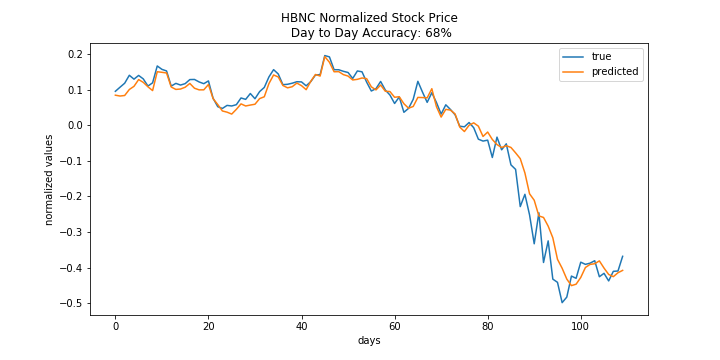 HBNC Normalized Stock Price
Day to Day Accuracy: 68%
true
predicted
normalized values
0.2
0.1
0.0
−0.1
−0.2
−0.3
−0.4
−0.5
0
20
40
60
80
100
days